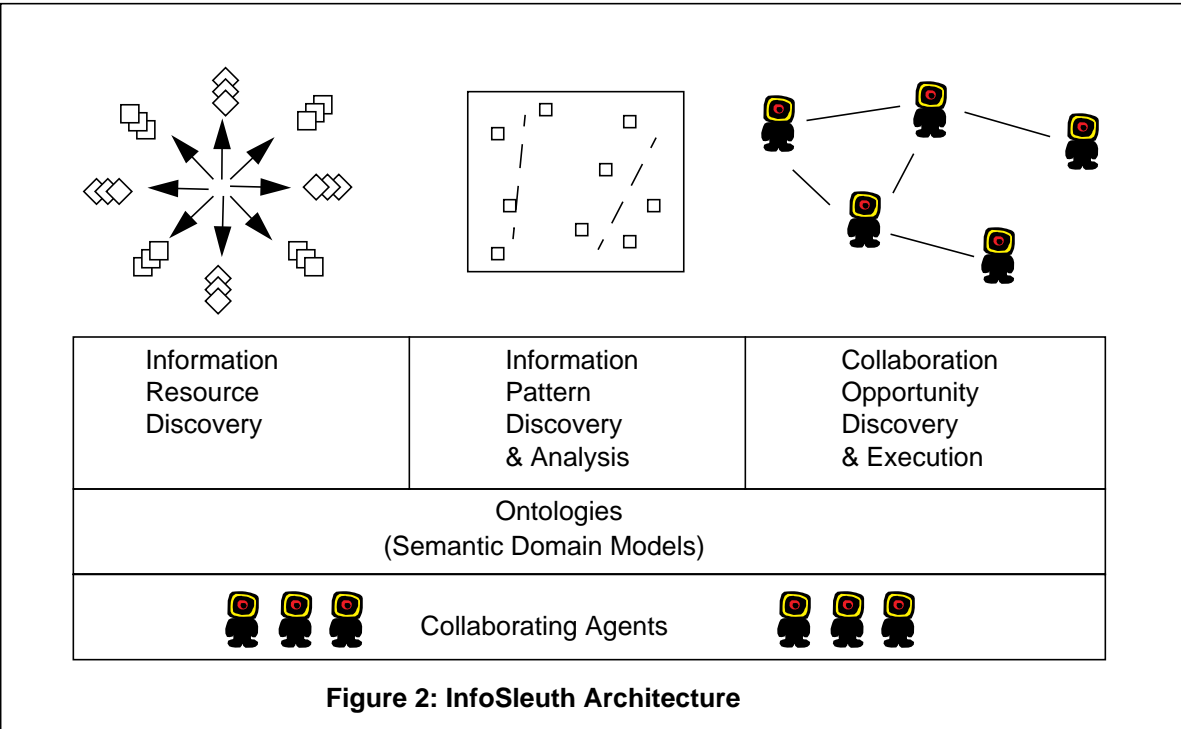 Information
Resource
Discovery
Information
Pattern
Discovery
& Analysis
Collaboration
Opportunity
Discovery
& Execution
Ontologies
(Semantic Domain Models)
Collaborating Agents
Figure 2: InfoSleuth Architecture